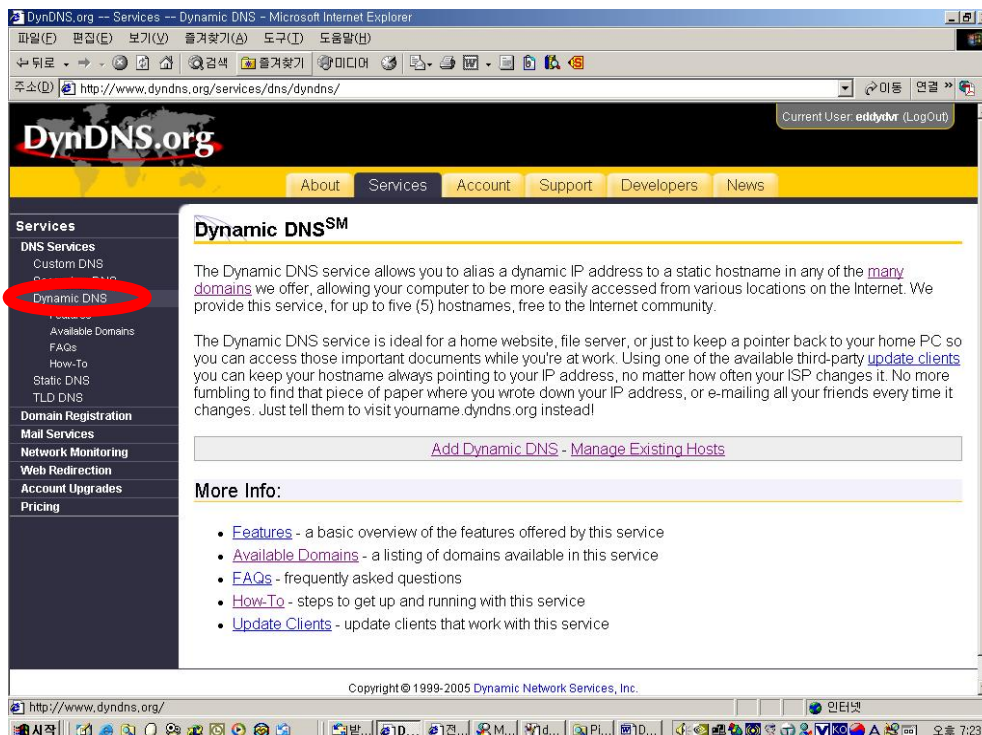 DynDNS.org -- Services -- Dynamic DNS - Microsoft Internet Explorer
파일(F) 편집(E) 보기(V) 즐겨찾기(A) 도구(T) 도움말(H)
뒤로 검색 즐겨찾기 미디어
주소(D) http://www.dyndns.org/services/dns/dyndns/ 이동 연결 »
Current User: eddydvr (LogOut)
DynDNS.org
About Services Account Support Developers News
Services
DNS Services
Custom DNS
DNS
Dynamic DNS
Features
Available Domains
FAQs
How-To
Static DNS
TLD DNS
Domain Registration
Mail Services
Network Monitoring
Web Redirection
Account Upgrades
Pricing
Dynamic DNS SM
The Dynamic DNS service allows you to alias a dynamic IP address to a static hostname in any of the many
domains we offer, allowing your computer to be more easily accessed from various locations on the Internet. We
provide this service, for up to five (5) hostnames, free to the Internet community.
The Dynamic DNS service is ideal for a home website, file server, or just to keep a pointer back to your home PC so
you can access those important documents while you're at work. Using one of the available third-party update clients
you can keep your hostname always pointing to your IP address, no matter how often your ISP changes it. No more
fumbling to find that piece of paper where you wrote down your IP address, or e-mailing all your friends every time it
changes. Just tell them to visit yourname.dyndns.org instead!
Add Dynamic DNS - Manage Existing Hosts
More Info:
Features - a basic overview of the features offered by this service
Available Domains - a listing of domains available in this service
FAQs - frequently asked questions
How-To - steps to get up and running with this service
Update Clients - update clients that work with this service
Copyright © 1999-2005 Dynamic Network Services, Inc.
http://www.dyndns.org/ 인터넷
시작 받... D... 전... M... d... Pi... D... KO A 오후 7:23